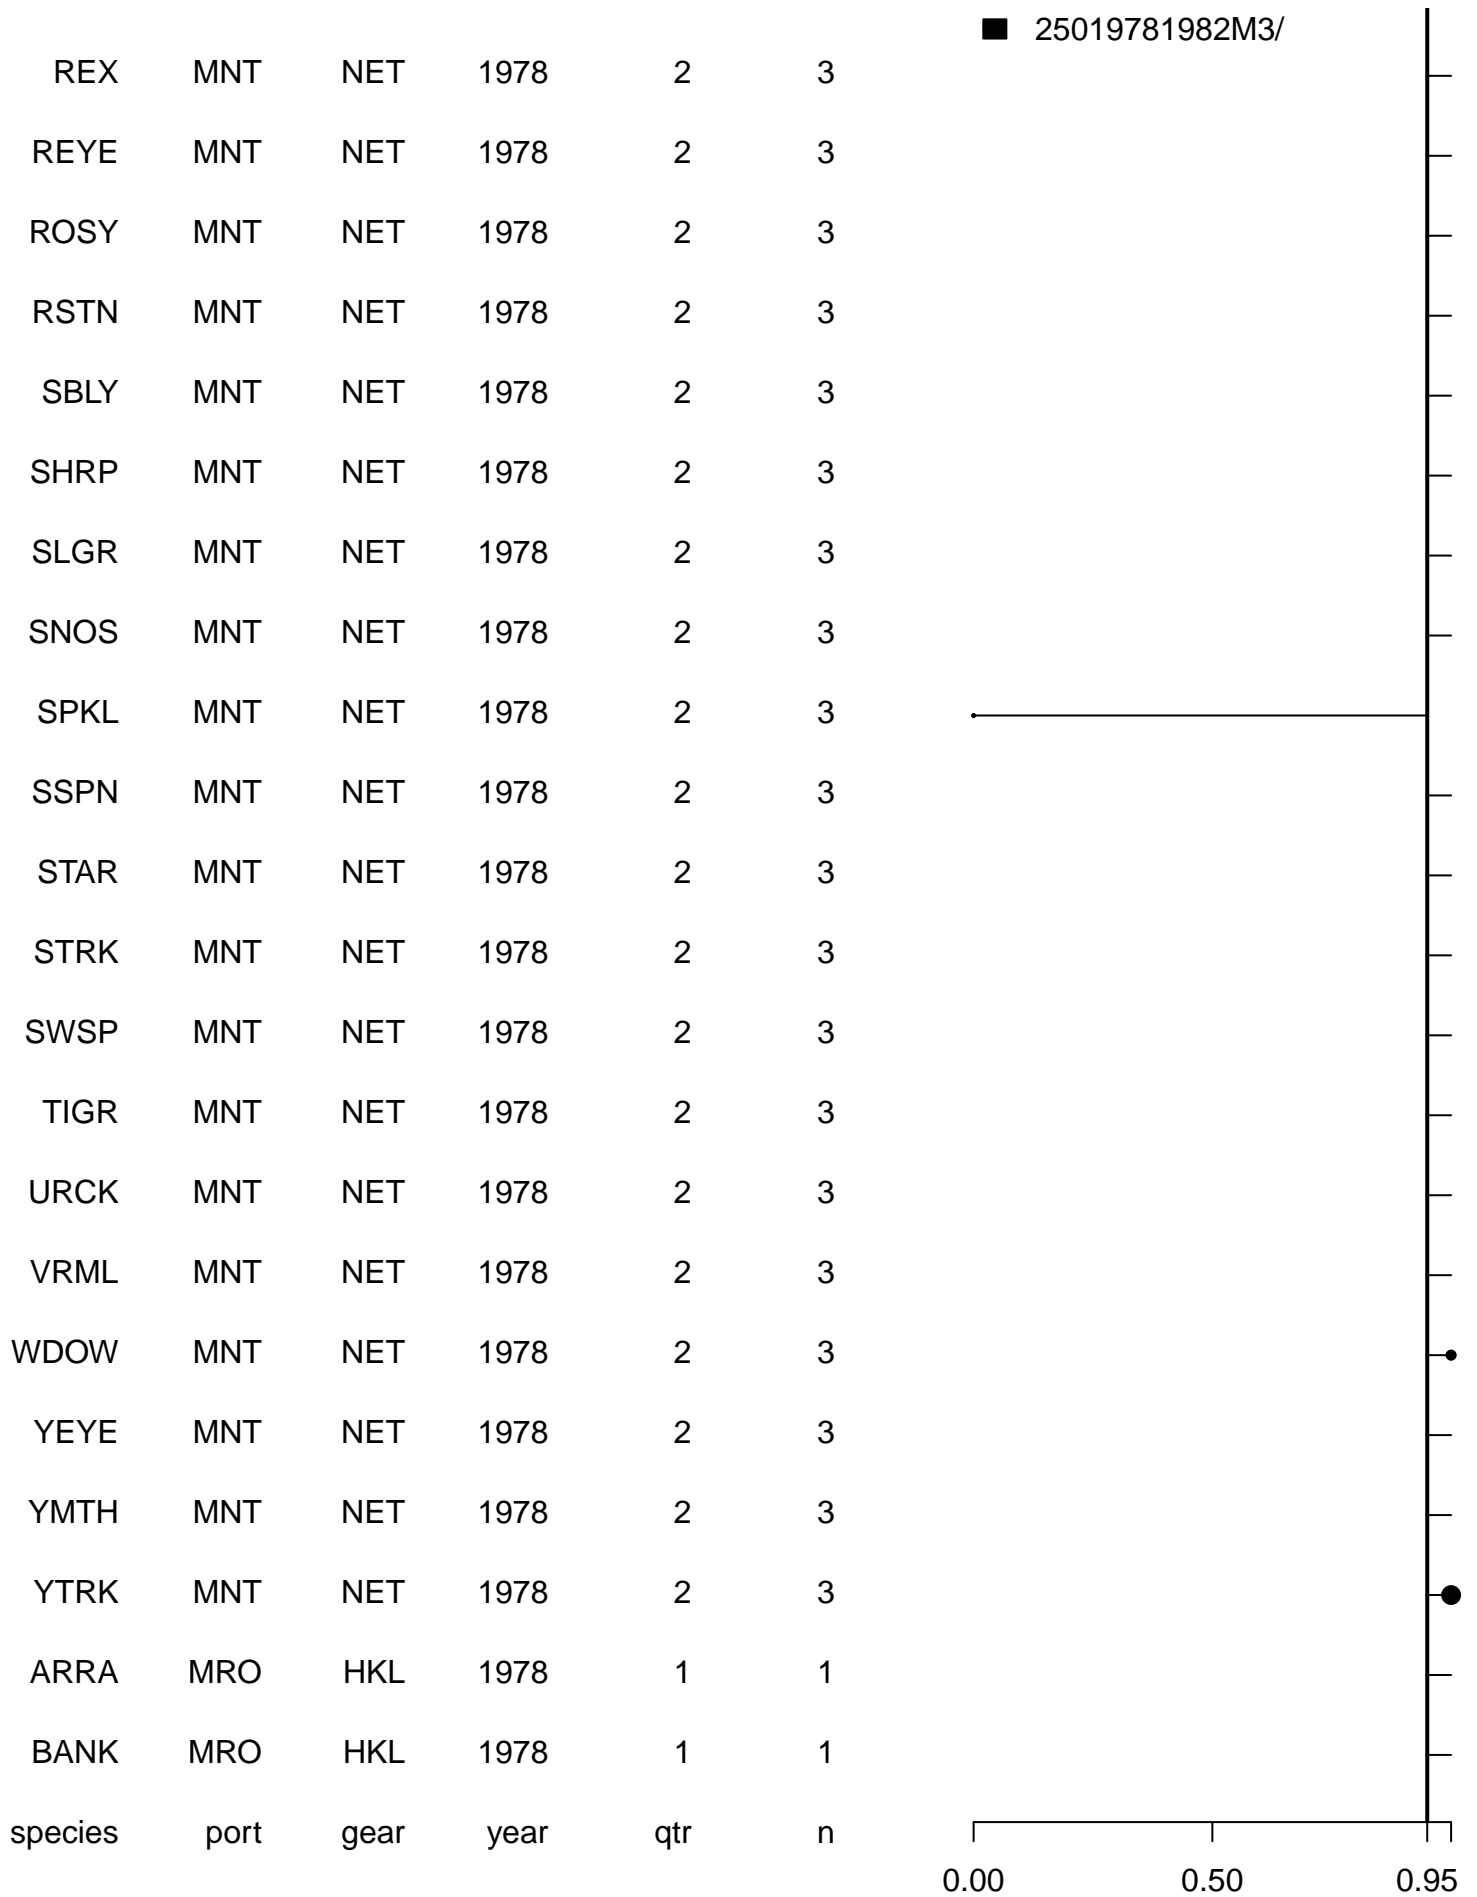 25019781982M3/
REX MNT NET 1978 2 3
REYE MNT NET 1978 2 3
ROSY MNT NET 1978 2 3
RSTN MNT NET 1978 2 3
SBLY MNT NET 1978 2 3
SHRP MNT NET 1978 2 3
SLGR MNT NET 1978 2 3
SNOS MNT NET 1978 2 3
SPKL MNT NET 1978 2 3
SSPN MNT NET 1978 2 3
STAR MNT NET 1978 2 3
STRK MNT NET 1978 2 3
SWSP MNT NET 1978 2 3
TIGR MNT NET 1978 2 3
URCK MNT NET 1978 2 3
VRML MNT NET 1978 2 3
WDOW MNT NET 1978 2 3
YEYE MNT NET 1978 2 3
YMTH MNT NET 1978 2 3
YTRK MNT NET 1978 2 3
ARRA MRO HKL 1978 1 1
BANK MRO HKL 1978 1 1
species port gear year qtr n
0.00 0.50 0.95